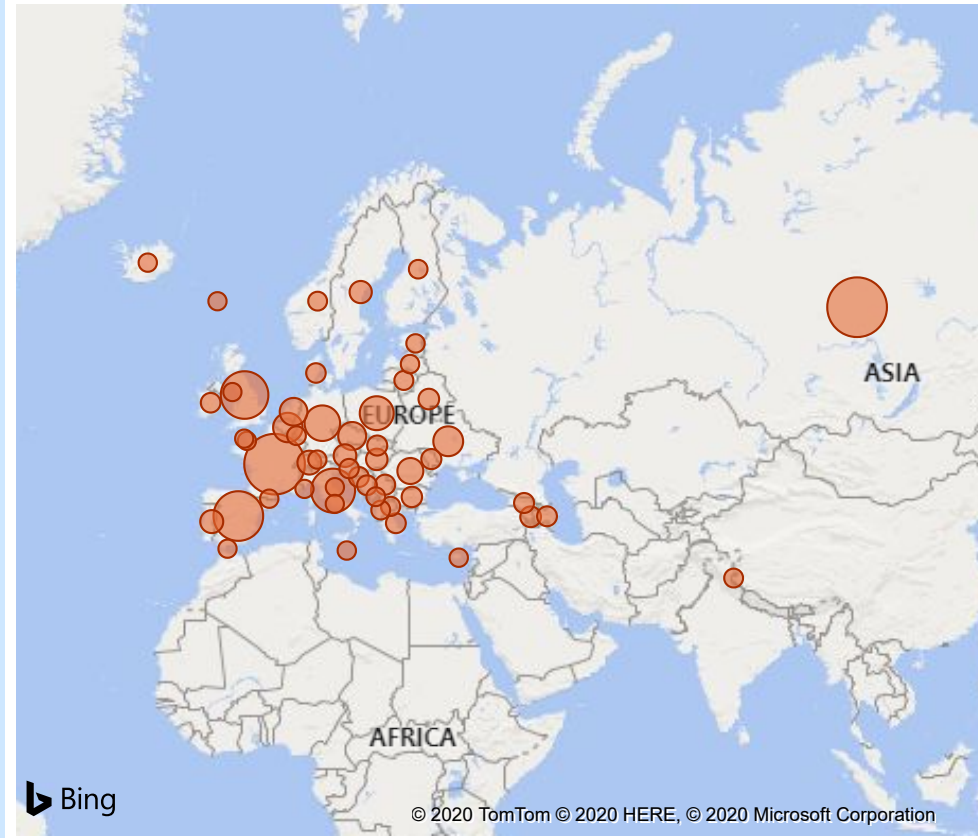 ASIA
EUROPE
AFRICA
Bing
© 2020 TomTom © 2020 HERE, © 2020 Microsoft Corporation